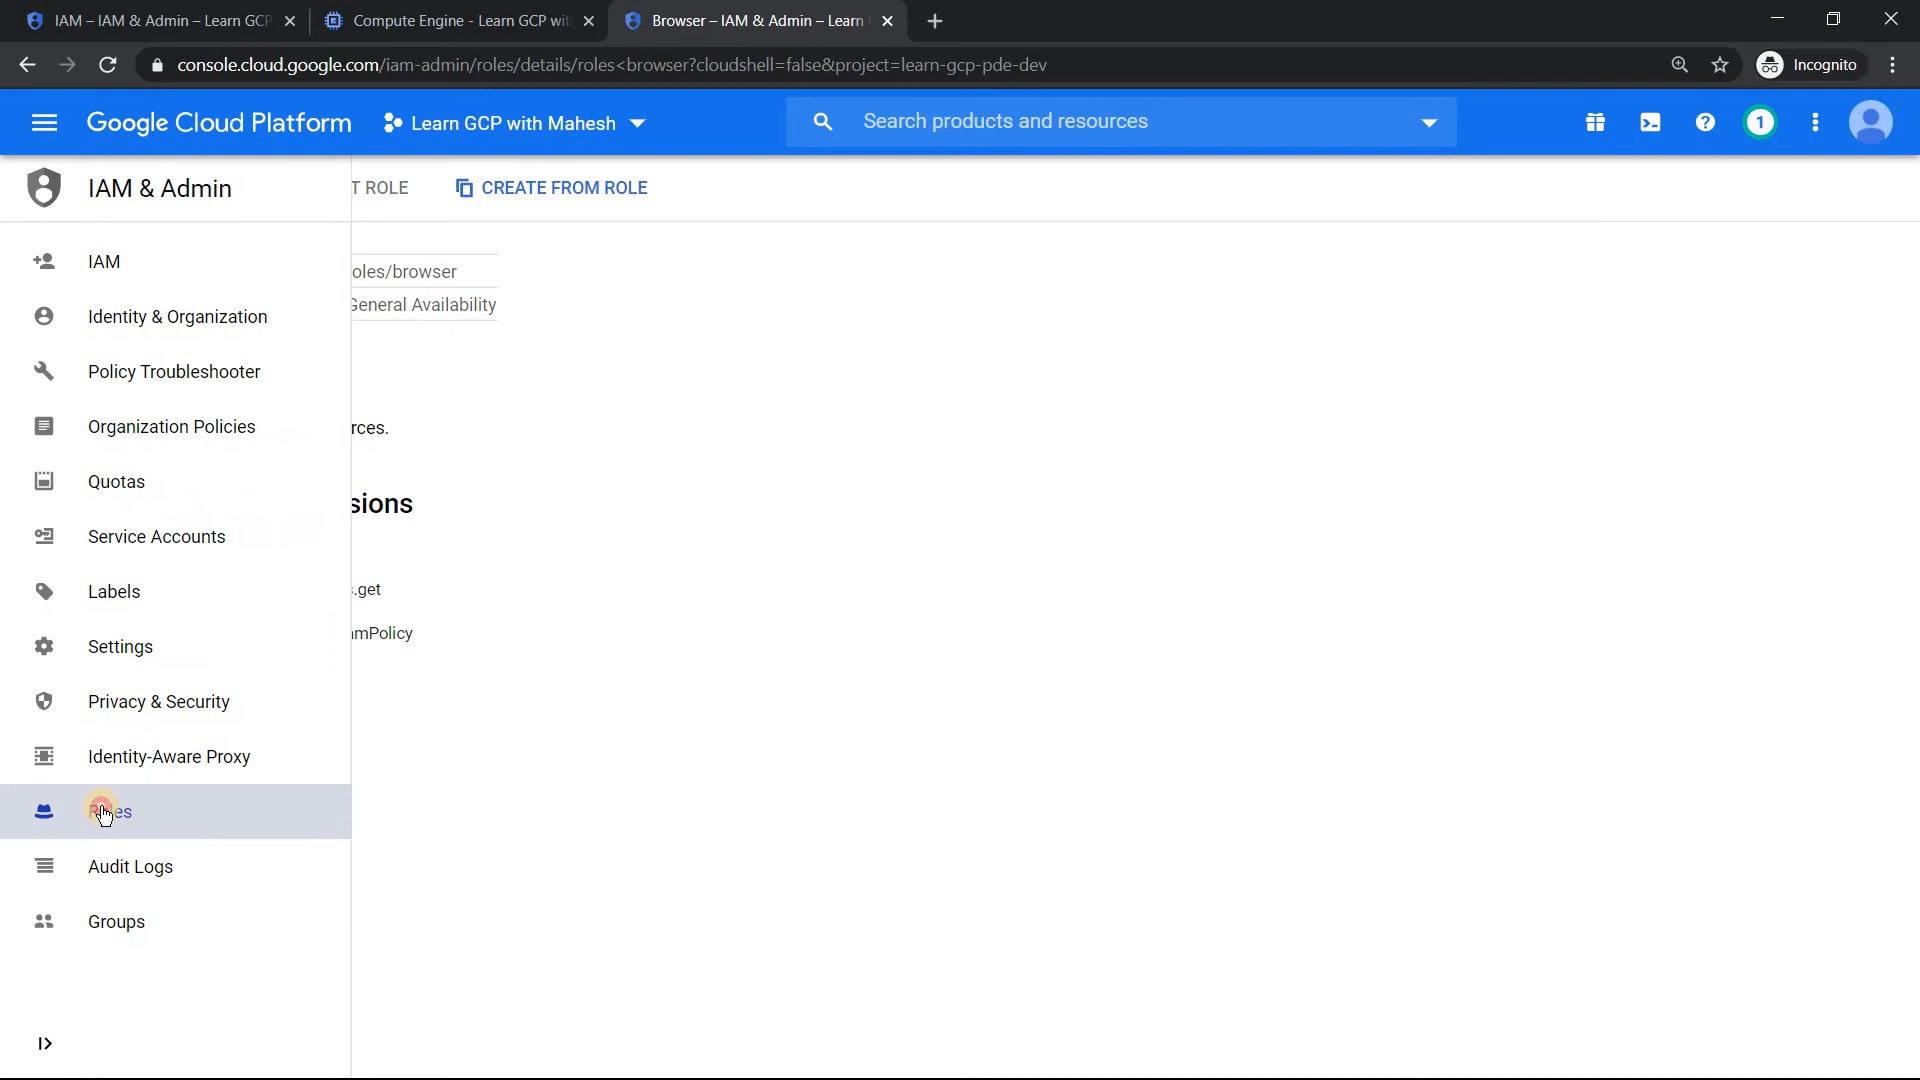 IAM – IAM & Admin – Learn GCP
Compute Engine - Learn GCP wit
Browser – IAM & Admin – Learn
console.cloud.google.com/iam-admin/roles/details/roles<browser?cloudshell=false&project=learn-gcp-pde-dev
Incognito
Google Cloud Platform
Learn GCP with Mahesh
Search products and resources
1
IAM & Admin
T ROLE
CREATE FROM ROLE
IAM
oles/browser
General Availability
Identity & Organization
Policy Troubleshooter
Organization Policies
rces.
Quotas
sions
Service Accounts
Labels
s.get
amPolicy
Settings
Privacy & Security
Identity-Aware Proxy
Roles
Audit Logs
Groups